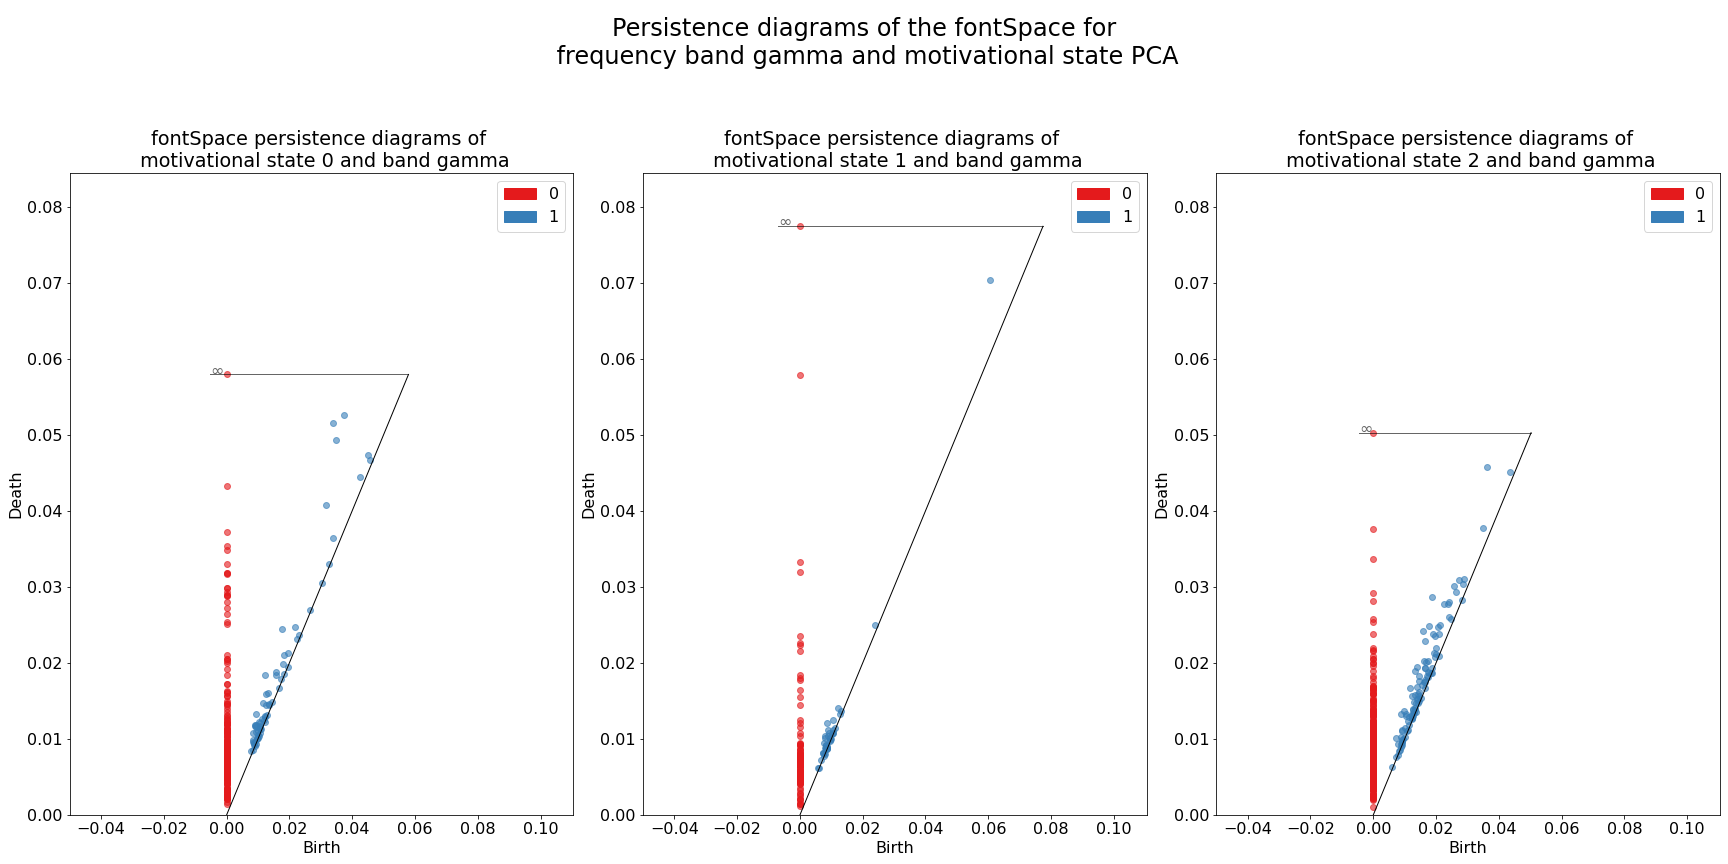 Persistence diagrams of the fontSpace for
frequency band gamma and motivational state PCA
fontSpace persistence diagrams of
motivational state 0 and band gamma
0
1
∞
0.08
0.07
0.06
0.05
0.04
0.03
0.02
0.01
0.00
Death
−0.04 −0.02 0.00 0.02 0.04 0.06 0.08 0.10
Birth
fontSpace persistence diagrams of
motivational state 1 and band gamma
0
1
∞
0.08
0.07
0.06
0.05
0.04
0.03
0.02
0.01
0.00
Death
−0.04 −0.02 0.00 0.02 0.04 0.06 0.08 0.10
Birth
fontSpace persistence diagrams of
motivational state 2 and band gamma
0
1
∞
0.08
0.07
0.06
0.05
0.04
0.03
0.02
0.01
0.00
Death
−0.04 −0.02 0.00 0.02 0.04 0.06 0.08 0.10
Birth